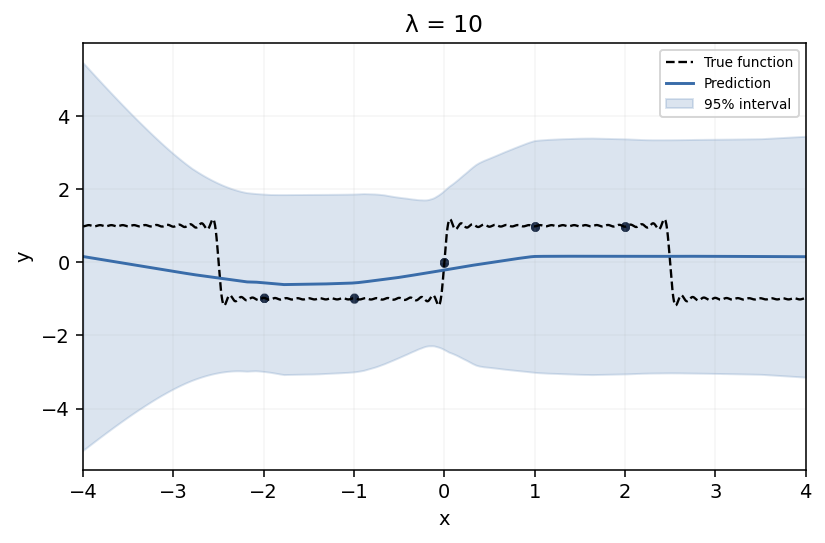 λ = 10
True function
Prediction
95% interval
y
4
2
0
−2
−4
−4 −3 −2 −1 0 1 2 3 4
x